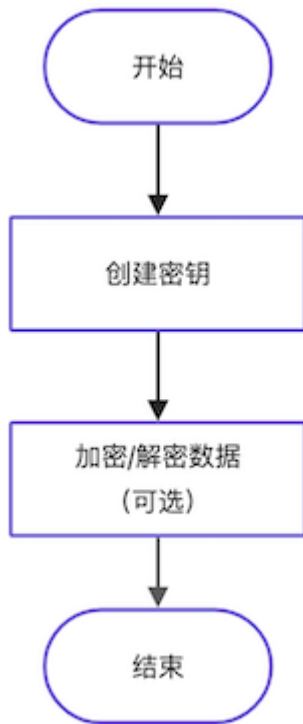 开始
创建密钥
加密/解密数据
（可选）
结束